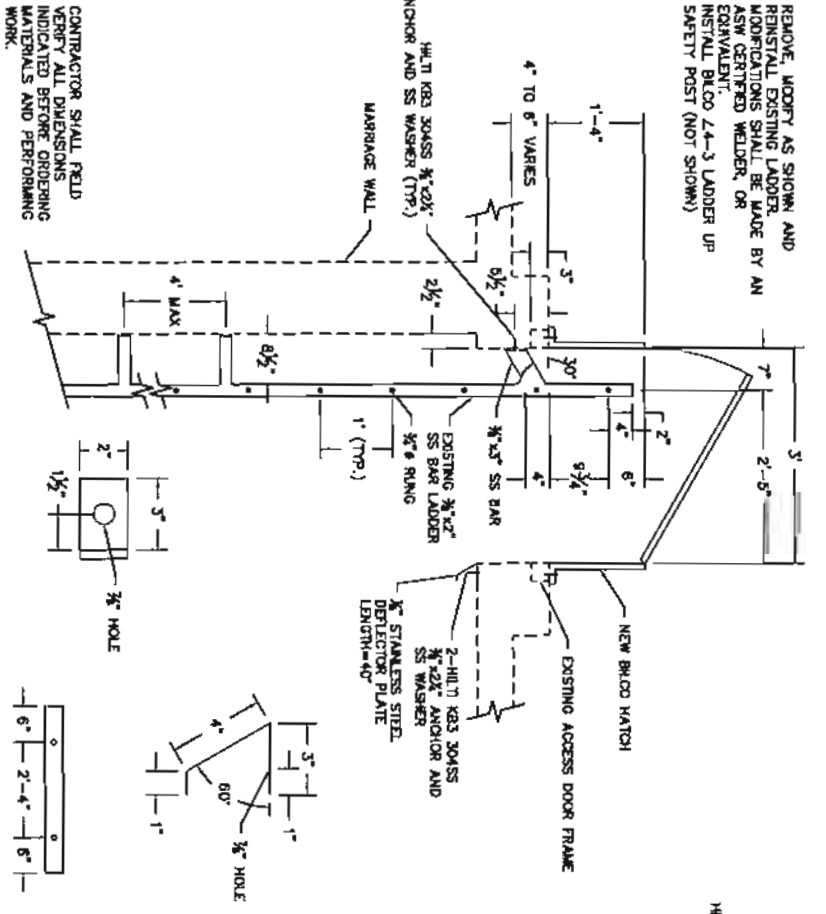 REMOVE, MODIFY AS SHOWN AND
REINSTALL EXISTING LADDER.
MODIFICATIONS SHALL BE MADE BY AN
ASW CERTIFIED WELDER, OR
EQUIVALENT.
INSTALL BILCO L4-3 LADDER UP
SAFETY POST (NOT SHOWN)
1'-4"
4" TO 6" VARIES
HILTI KB3 304SS
NCHOR AND SS WASHER (TYP.)
MARRIAGE WALL
CONTRACTOR SHALL FIELD
VERIFY ALL DIMENSIONS
INDICATED BEFORE ORDERING
MATERIALS AND PERFORMING
WORK.
3'
7"
2'-5"
3"
5½"
2½"
30°
2"
4"
6"
9¾"
4"
4'
MAX
8½"
1' (TYP.)
SS BAR
EXISTING
SS BAR LADDER
RUNG
NEW BILCO HATCH
EXISTING ACCESS DOOR FRAME
2-HILTI KB3 304SS
ANCHOR AND
SS WASHER
STAINLESS STEEL
DEFLECTOR PLATE
LENGTH=40"
2"
3"
1½"
HOLE
4"
3"
60°
1"
1"
HOLE
6"
2'-4"
6"